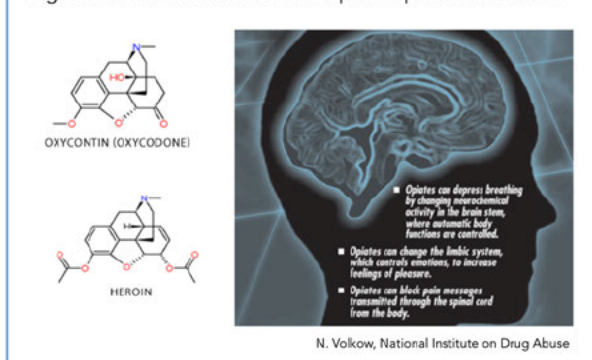 N
HO
O
O
O
OXYCONTIN (OXYCODONE)
N
H
O
O
O
O
O
HEROIN
■ Opiates can depress breathing
by changing neurochemical
activity in the brain stem,
where automatic body
functions are controlled.
■ Opiates can change the limbic system,
which controls emotions, to increase
feelings of pleasure.
■ Opiates can block pain messages
transmitted through the spinal cord
from the body.
N. Volkow, National Institute on Drug Abuse